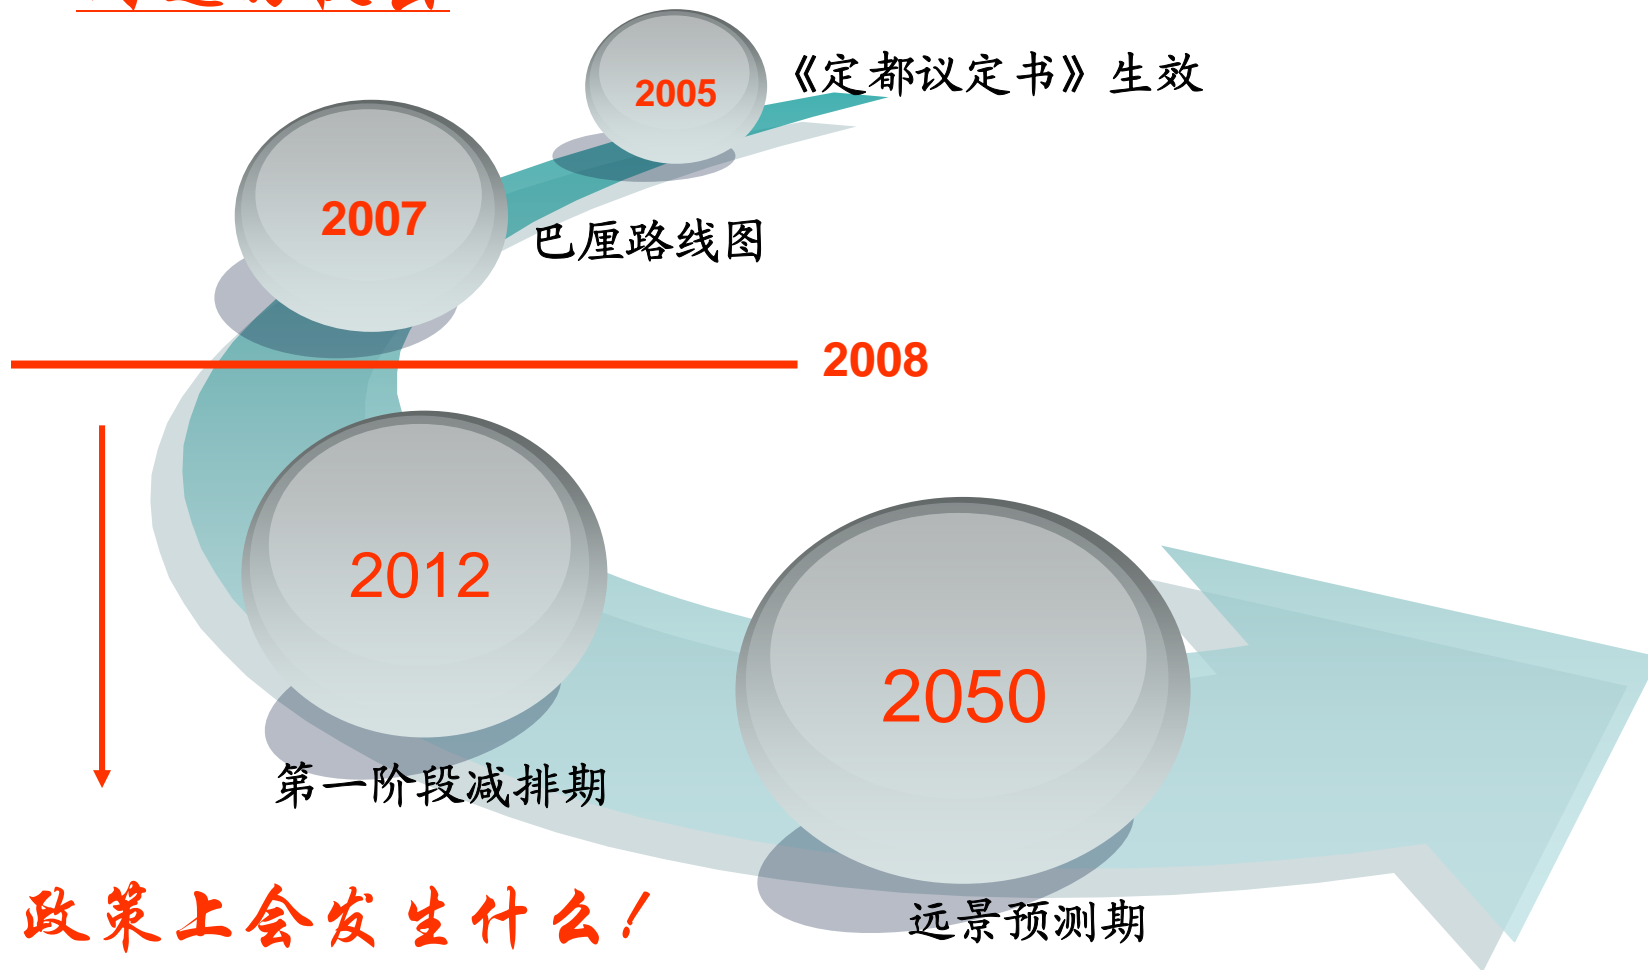 2005
《定都议定书》生效
2007
巴厘路线图
2008
2012
第一阶段减排期
2050
远景预测期
政策上会发生什么！